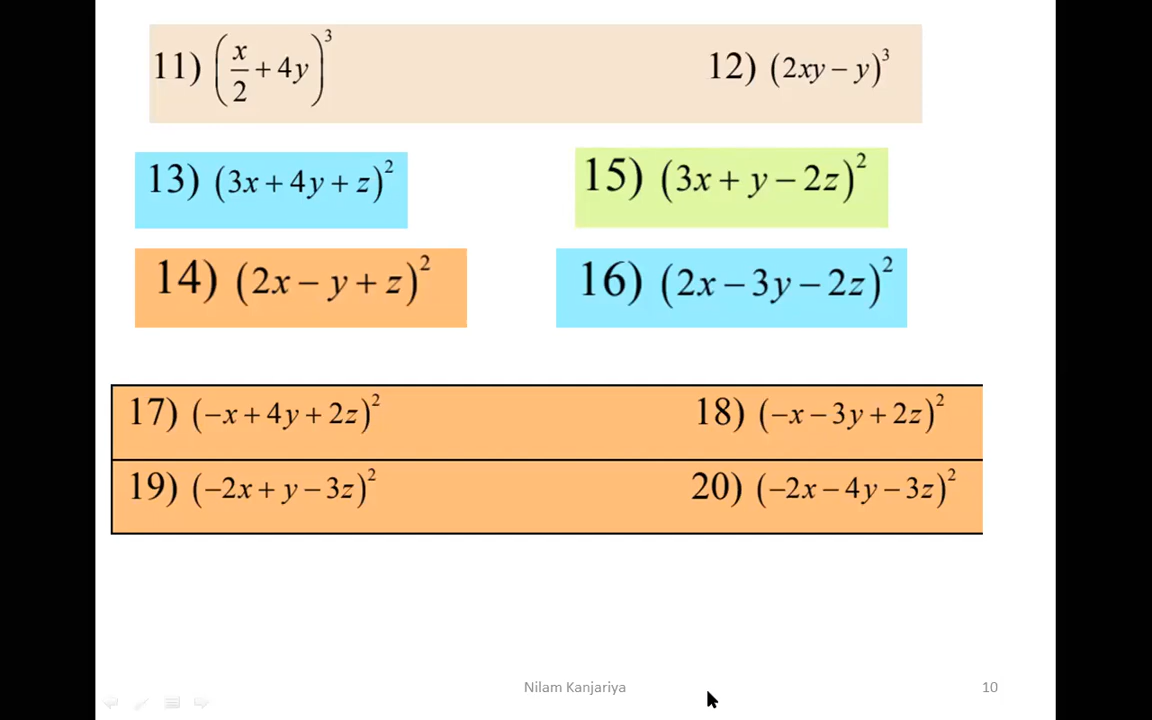 11) (x/2 + 4y)³ 12) (2xy − y)³
13) (3x + 4y + z)² 15) (3x + y − 2z)²
14) (2x − y + z)² 16) (2x − 3y − 2z)²
17) (−x + 4y + 2z)² 18) (−x − 3y + 2z)²
19) (−2x + y − 3z)² 20) (−2x − 4y − 3z)²
Nilam Kanjariya 10